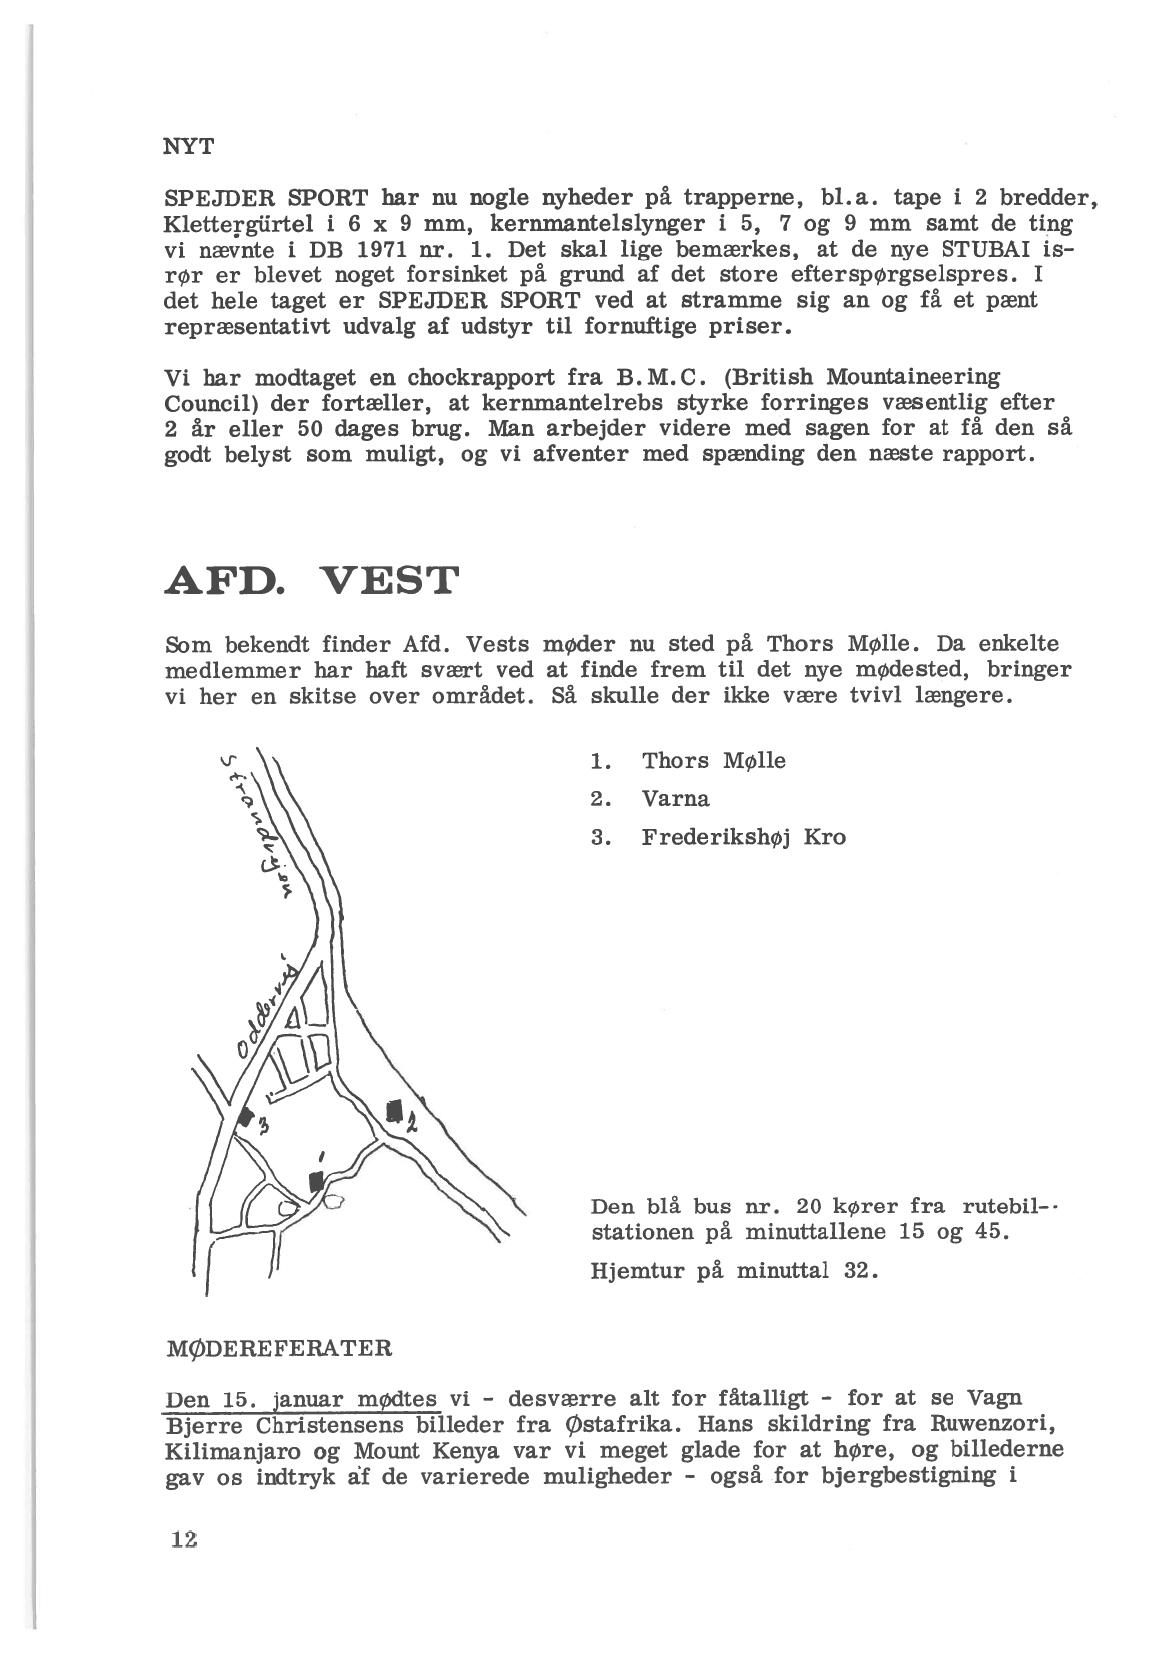 NYT
SPEJDER SPORT har nu nogle nyheder på trapperne, bl.a. tape i 2 bredder,
Klettergürtel i 6 x 9 mm, kernmantelslynger i 5, 7 og 9 mm samt de ting
vi nævnte i DB 1971 nr. 1. Det skal lige bemærkes, at de nye STUBAI is-
rør er blevet noget forsinket på grund af det store efterspørgselspres. I
det hele taget er SPEJDER SPORT ved at stramme sig an og få et pænt
repræsentativt udvalg af udstyr til fornuftige priser.
Vi har modtaget en chockrapport fra B.M.C. (British Mountaineering
Council) der fortæller, at kernmantelrebs styrke forringes væsentlig efter
2 år eller 50 dages brug. Man arbejder videre med sagen for at få den så
godt belyst som muligt, og vi afventer med spænding den næste rapport.
AFD. VEST
Som bekendt finder Afd. Vests møder nu sted på Thors Mølle. Da enkelte
medlemmer har haft svært ved at finde frem til det nye mødested, bringer
vi her en skitse over området. Så skulle der ikke være tvivl længere.
Strandvejen
Oddervej
3
1
2
1. Thors Mølle
2. Varna
3. Frederikshøj Kro
Den blå bus nr. 20 kører fra rutebil-
stationen på minuttallene 15 og 45.
Hjemtur på minuttal 32.
MØDEREFERATER
Den 15. januar mødtes vi - desværre alt for fåtalligt - for at se Vagn
Bjerre Christensens billeder fra Østafrika. Hans skildring fra Ruwenzori,
Kilimanjaro og Mount Kenya var vi meget glade for at høre, og billederne
gav os indtryk af de varierede muligheder - også for bjergbestigning i
12